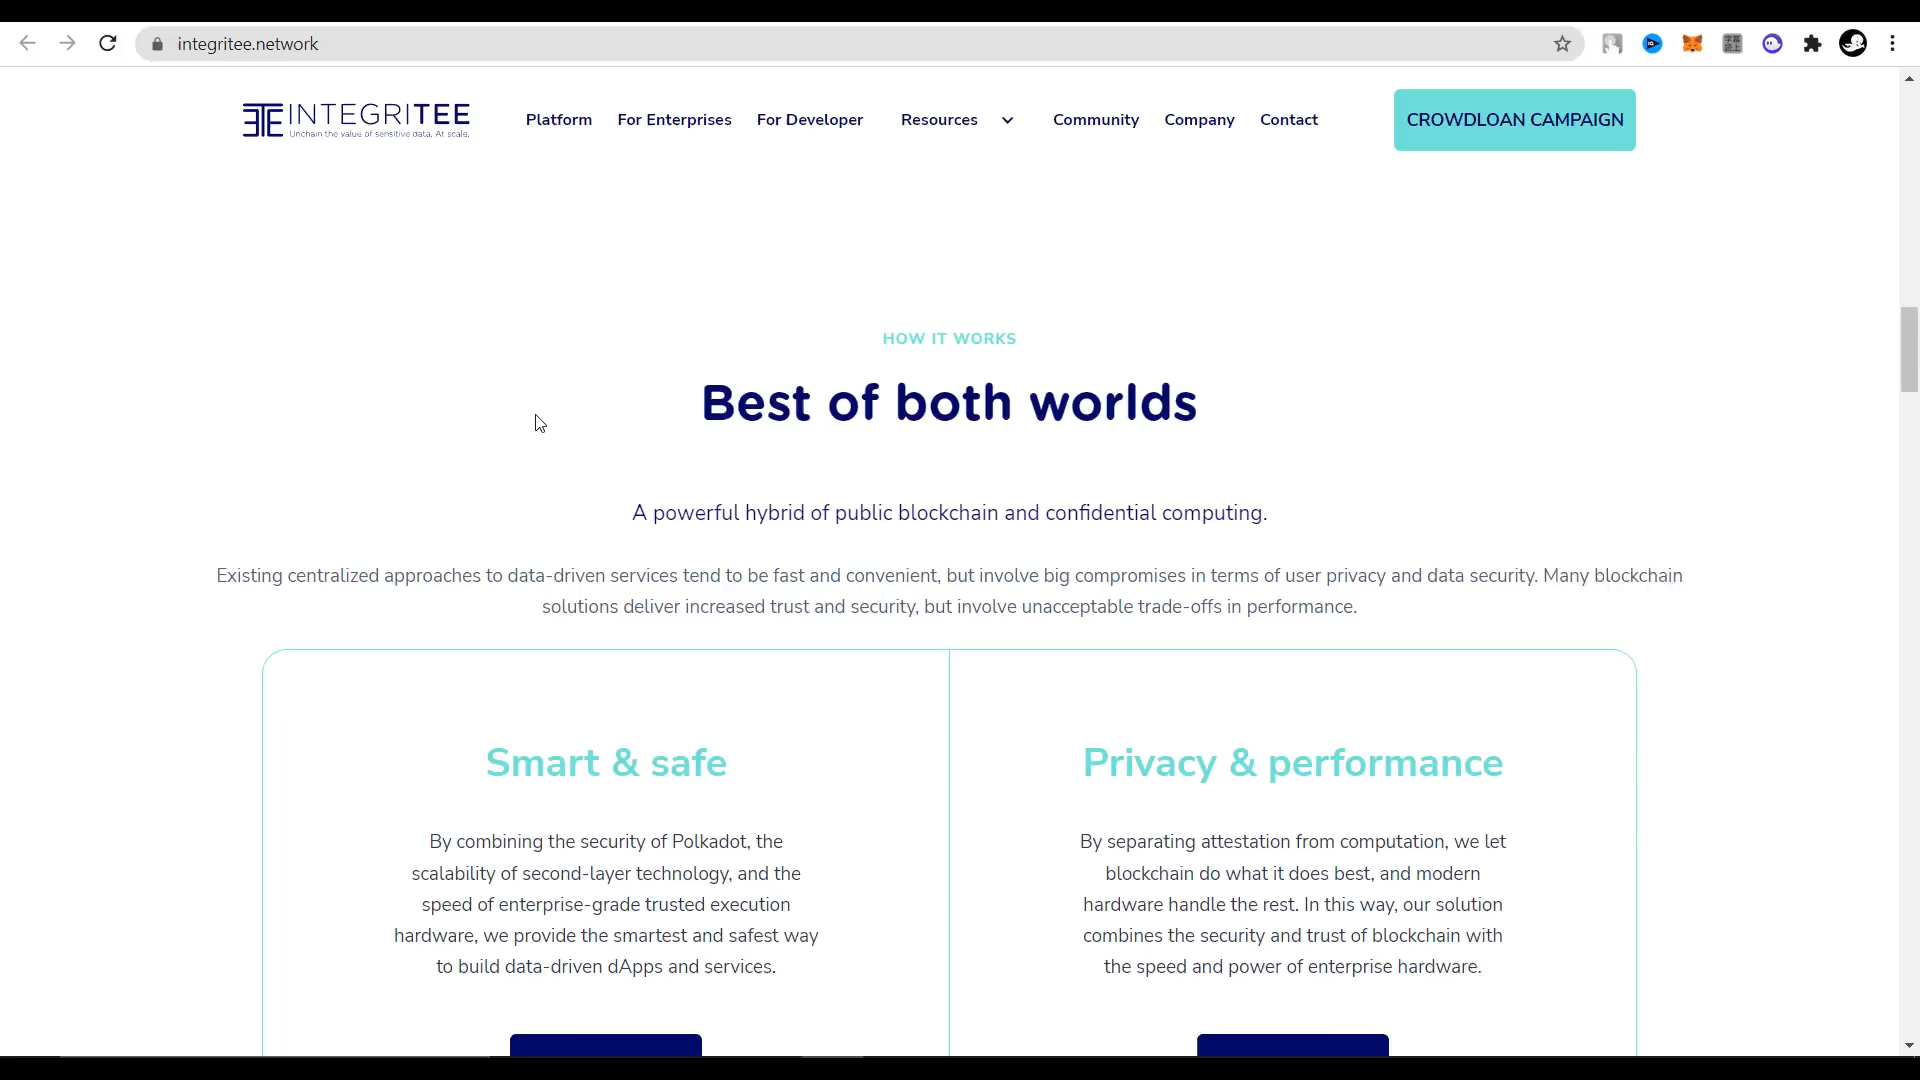 integritee.network
INTEGRITEE
Unchain the value of sensitive data. At scale.
Platform
For Enterprises
For Developer
Resources
Community
Company
Contact
CROWDLOAN CAMPAIGN
HOW IT WORKS
Best of both worlds
A powerful hybrid of public blockchain and confidential computing.
Existing centralized approaches to data-driven services tend to be fast and convenient, but involve big compromises in terms of user privacy and data security. Many blockchain
solutions deliver increased trust and security, but involve unacceptable trade-offs in performance.
Smart & safe
By combining the security of Polkadot, the
scalability of second-layer technology, and the
speed of enterprise-grade trusted execution
hardware, we provide the smartest and safest way
to build data-driven dApps and services.
Privacy & performance
By separating attestation from computation, we let
blockchain do what it does best, and modern
hardware handle the rest. In this way, our solution
combines the security and trust of blockchain with
the speed and power of enterprise hardware.